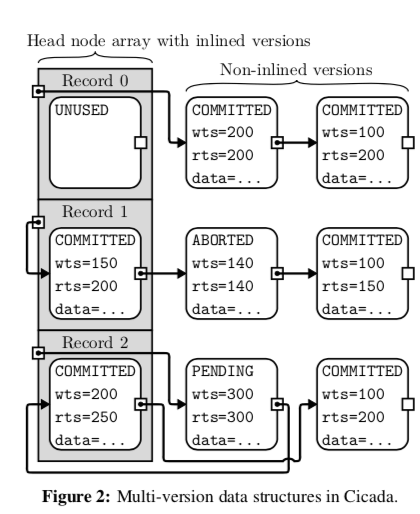 Head node array with inlined versions
Non-inlined versions
Record 0
UNUSED
COMMITTED
wts=200
rts=200
data=...
COMMITTED
wts=100
rts=200
data=...
Record 1
COMMITTED
wts=150
rts=200
data=...
ABORTED
wts=140
rts=140
COMMITTED
wts=100
rts=150
data=...
Record 2
COMMITTED
wts=200
rts=250
data=...
PENDING
wts=300
rts=300
data=...
COMMITTED
wts=100
rts=200
data=...
Figure 2: Multi-version data structures in Cicada.